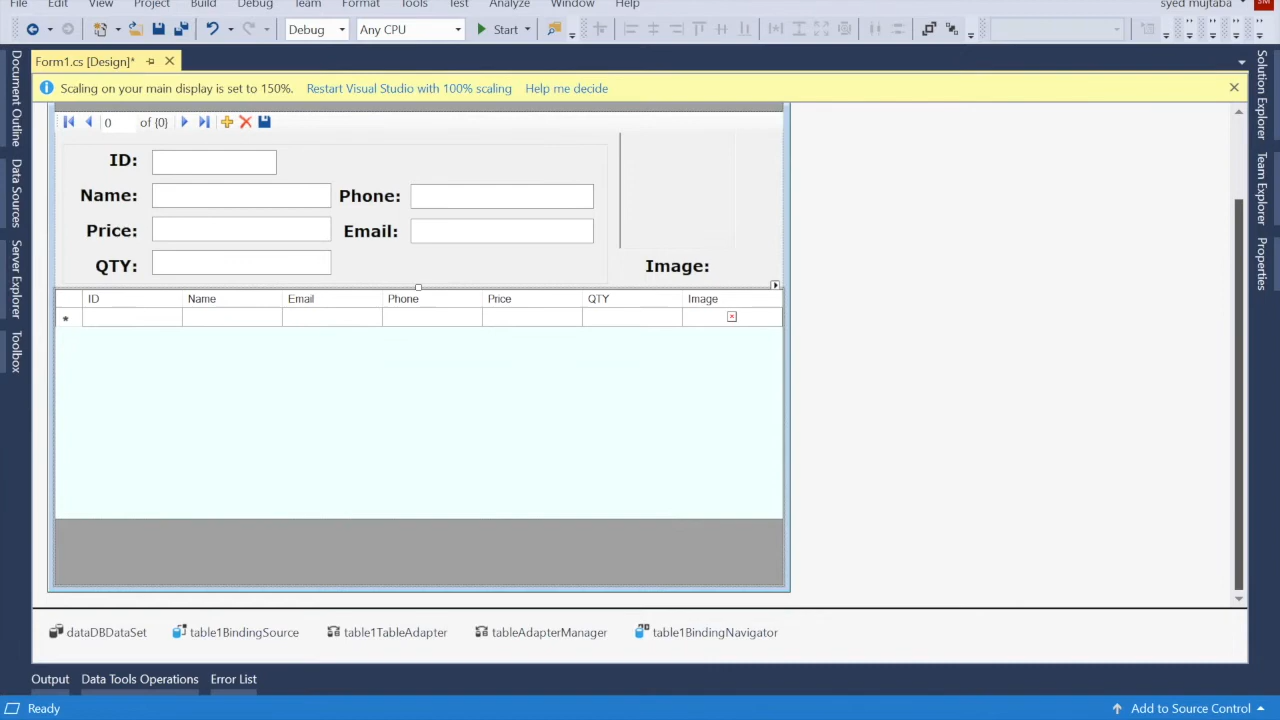 File Edit View Project Build Debug Team Format Tools Test Analyze Window Help syed mujtaba SM
Debug Any CPU Start
Form1.cs [Design]*
Scaling on your main display is set to 150%. Restart Visual Studio with 100% scaling Help me decide
Document Outline
Data Sources
Server Explorer
Toolbox
0 of {0}
ID:
Name: Phone:
Price: Email:
QTY: Image:
ID Name Email Phone Price QTY Image
dataDBDataSet table1BindingSource table1TableAdapter tableAdapterManager table1BindingNavigator
Solution Explorer
Team Explorer
Properties
Output Data Tools Operations Error List
Ready Add to Source Control